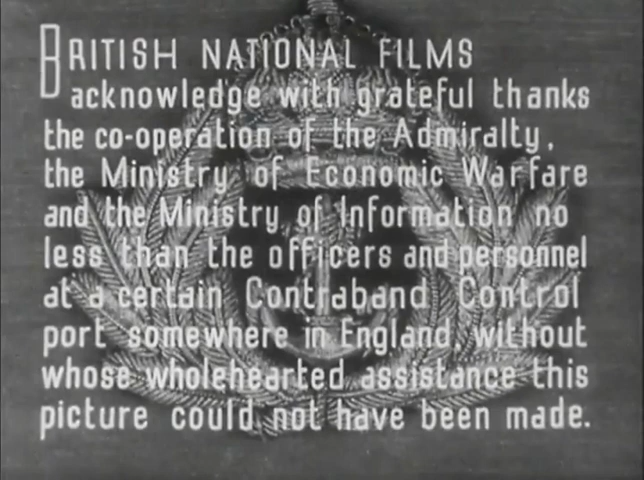 BRITISH NATIONAL FILMS
acknowledge with grateful thanks
the co-operation of the Admiralty,
the Ministry of Economic Warfare
and the Ministry of Information no
less than the officers and personnel
at a certain Contraband Control
port somewhere in England, without
whose wholehearted assistance this
picture could not have been made.